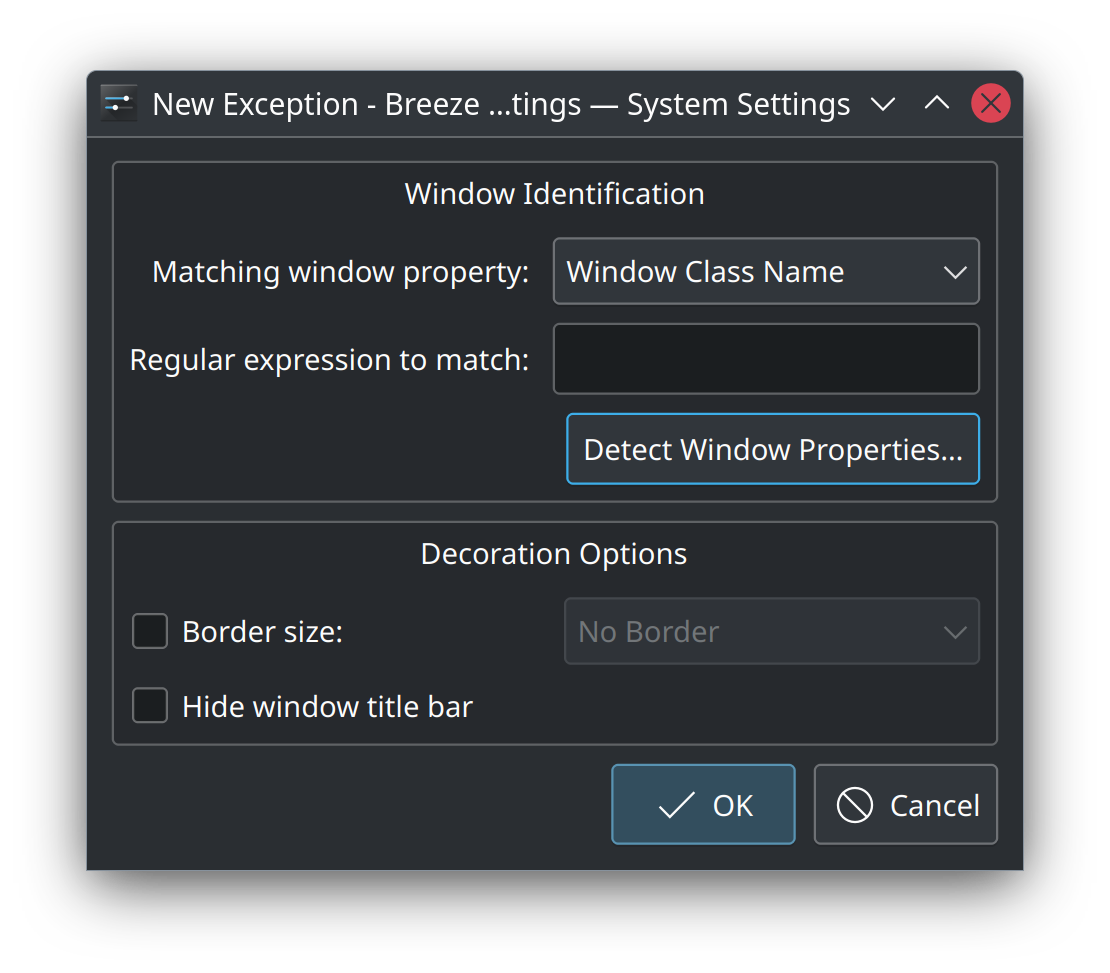 New Exception - Breeze ...tings — System Settings
Window Identification
Matching window property: Window Class Name
Regular expression to match:
Detect Window Properties...
Decoration Options
Border size: No Border
Hide window title bar
OK Cancel